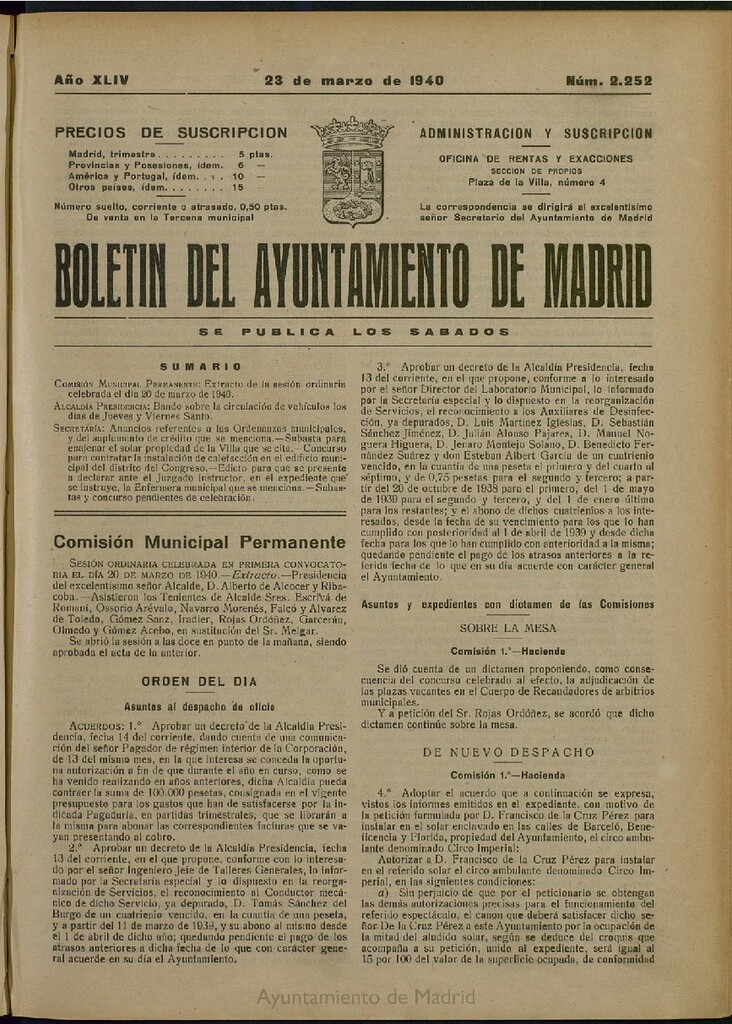 Año XLIV
23 de marzo de 1940
Núm. 2.252
PRECIOS DE SUSCRIPCION
Madrid, trimestre......... 5 ptas.
Provincias y Posesiones, ídem. 6 —
América y Portugal, ídem... 10 —
Otros países, ídem........ 15
Número suelto, corriente o atrasado, 0,50 ptas.
De venta en la Tercena municipal
ADMINISTRACION Y SUSCRIPCION
OFICINA DE RENTAS Y EXACCIONES
SECCION DE PROPIOS
Plaza de la Villa, número 4
La correspondencia se dirigirá al excelentísimo
señor Secretario del Ayuntamiento de Madrid
BOLETIN DEL AYUNTAMIENTO DE MADRID
SE PUBLICA LOS SABADOS
SUMARIO
COMISIÓN MUNICIPAL PERMANENTE: Extracto de la sesión ordinaria
celebrada el día 20 de marzo de 1940.
ALCALDÍA PRESIDENCIA: Bando sobre la circulación de vehículos los
días de Jueves y Viernes Santo.
SECRETARÍA: Anuncios referentes a las Ordenanzas municipales,
y del suplemento de crédito que se menciona.—Subasta para
enajenar el solar propiedad de la Villa que se cita.—Concurso
para contratar la instalación de calefacción en el edificio muni-
cipal del distrito del Congreso.—Edicto para que se presente
a declarar ante el Juzgado instructor, en el expediente que
se instruye, la Enfermera municipal que se menciona.—Subas-
tas y concurso pendientes de celebración.
Comisión Municipal Permanente
SESIÓN ORDINARIA CELEBRADA EN PRIMERA CONVOCATO-
RIA EL DÍA 20 DE MARZO DE 1940.—Extracto.—Presidencia
del excelentísimo señor Alcalde, D. Alberto de Alcocer y Riba-
coba.—Asistieron los Tenientes de Alcalde Sres. Escrivá de
Romaní, Ossorio Arévalo, Navarro Morenés, Falcó y Alvarez
de Toledo, Gómez Sanz, Iradier, Rojas Ordóñez, Garcerán,
Olmedo y Gómez Acebo, en sustitución del Sr. Melgar.
Se abrió la sesión a las doce en punto de la mañana, siendo
aprobada el acta de la anterior.
ORDEN DEL DIA
Asuntos al despacho de oficio
ACUERDOS: 1.º Aprobar un decreto de la Alcaldía Presi-
dencia, fecha 14 del corriente, dando cuenta de una comunica-
ción del señor Pagador de régimen interior de la Corporación,
de 13 del mismo mes, en la que interesa se conceda la oportu-
na autorización a fin de que durante el año en curso, como se
ha venido realizando en años anteriores, dicha Alcaldía pueda
contraer la suma de 100.000 pesetas, consignada en el vigente
presupuesto para los gastos que han de satisfacerse por la in-
dicada Pagaduría, en partidas trimestrales, que se librarán a
la misma para abonar las correspondientes facturas que se va-
yan presentando al cobro.
2.º Aprobar un decreto de la Alcaldía Presidencia, fecha
13 del corriente, en el que propone, conforme con lo interesa-
do por el señor Ingeniero Jefe de Talleres Generales, lo infor-
mado por la Secretaría especial y lo dispuesto en la reorga-
nización de Servicios, el reconocimiento al Conductor mecá-
nico de dicho Servicio, ya depurado, D. Tomás Sánchez del
Burgo de un cuatrienio vencido, en la cuantía de una peseta,
y a partir del 11 de marzo de 1939, y su abono al mismo desde
el 1 de abril de dicho año; quedando pendiente el pago de los
atrasos anteriores a dicha fecha de lo que con carácter gene-
ral acuerde en su día el Ayuntamiento.
3.º Aprobar un decreto de la Alcaldía Presidencia, fecha
13 del corriente, en el que propone, conforme a lo interesado
por el señor Director del Laboratorio Municipal, lo informado
por la Secretaría especial y lo dispuesto en la reorganización
de Servicios, el reconocimiento a los Auxiliares de Desinfec-
ción, ya depurados, D. Luis Martínez Iglesias, D. Sebastián
Sánchez Jiménez, D. Julián Alonso Pajares, D. Manuel No-
guera Higuera, D. Jenaro Montejo Solano, D. Benedicto Fer-
nández Suárez y don Esteban Albert García de un cuatrienio
vencido, en la cuantía de una peseta el primero y del cuarto al
séptimo, y de 0,75 pesetas para el segundo y tercero; a par-
tir del 20 de octubre de 1938 para el primero, del 1 de mayo
de 1939 para el segundo y tercero, y del 1 de enero último
para los restantes; y el abono de dichos cuatrienios a los inte-
resados, desde la fecha de su vencimiento para los que lo han
cumplido con posterioridad al 1 de abril de 1939 y desde dicha
fecha para los que lo han cumplido con anterioridad a la misma;
quedando pendiente el pago de los atrasos anteriores a la re-
ferida fecha de lo que en su día acuerde con carácter general
el Ayuntamiento.
Asuntos y expedientes con dictamen de las Comisiones
SOBRE LA MESA
Comisión 1.ª—Hacienda
Se dió cuenta de un dictamen proponiendo, como conse-
cuencia del concurso celebrado al efecto, la adjudicación de
las plazas vacantes en el Cuerpo de Recaudadores de arbitrios
municipales.
Y a petición del Sr. Rojas Ordóñez, se acordó que dicho
dictamen continúe sobre la mesa.
DE NUEVO DESPACHO
Comisión 1.ª—Hacienda
4.º Adoptar el acuerdo que a continuación se expresa,
vistos los informes emitidos en el expediente, con motivo de
la petición formulada por D. Francisco de la Cruz Pérez para
instalar en el solar enclavado en las calles de Barceló, Bene-
ficencia y Florida, propiedad del Ayuntamiento, el circo ambu-
lante denominado Circo Imperial:
Autorizar a D. Francisco de la Cruz Pérez para instalar
en el referido solar el circo ambulante denominado Circo Im-
perial, en las siguientes condiciones:
a) Sin perjuicio de que por el peticionario se obtengan
las demás autorizaciones precisas para el funcionamiento del
referido espectáculo, el canon que deberá satisfacer dicho se-
ñor De la Cruz Pérez a este Ayuntamiento por la ocupación de
la mitad del aludido solar, según se deduce del croquis que
acompaña a su petición, unido al expediente, será igual al
15 por 100 del valor de la superficie ocupada, de conformidad
Ayuntamiento de Madrid